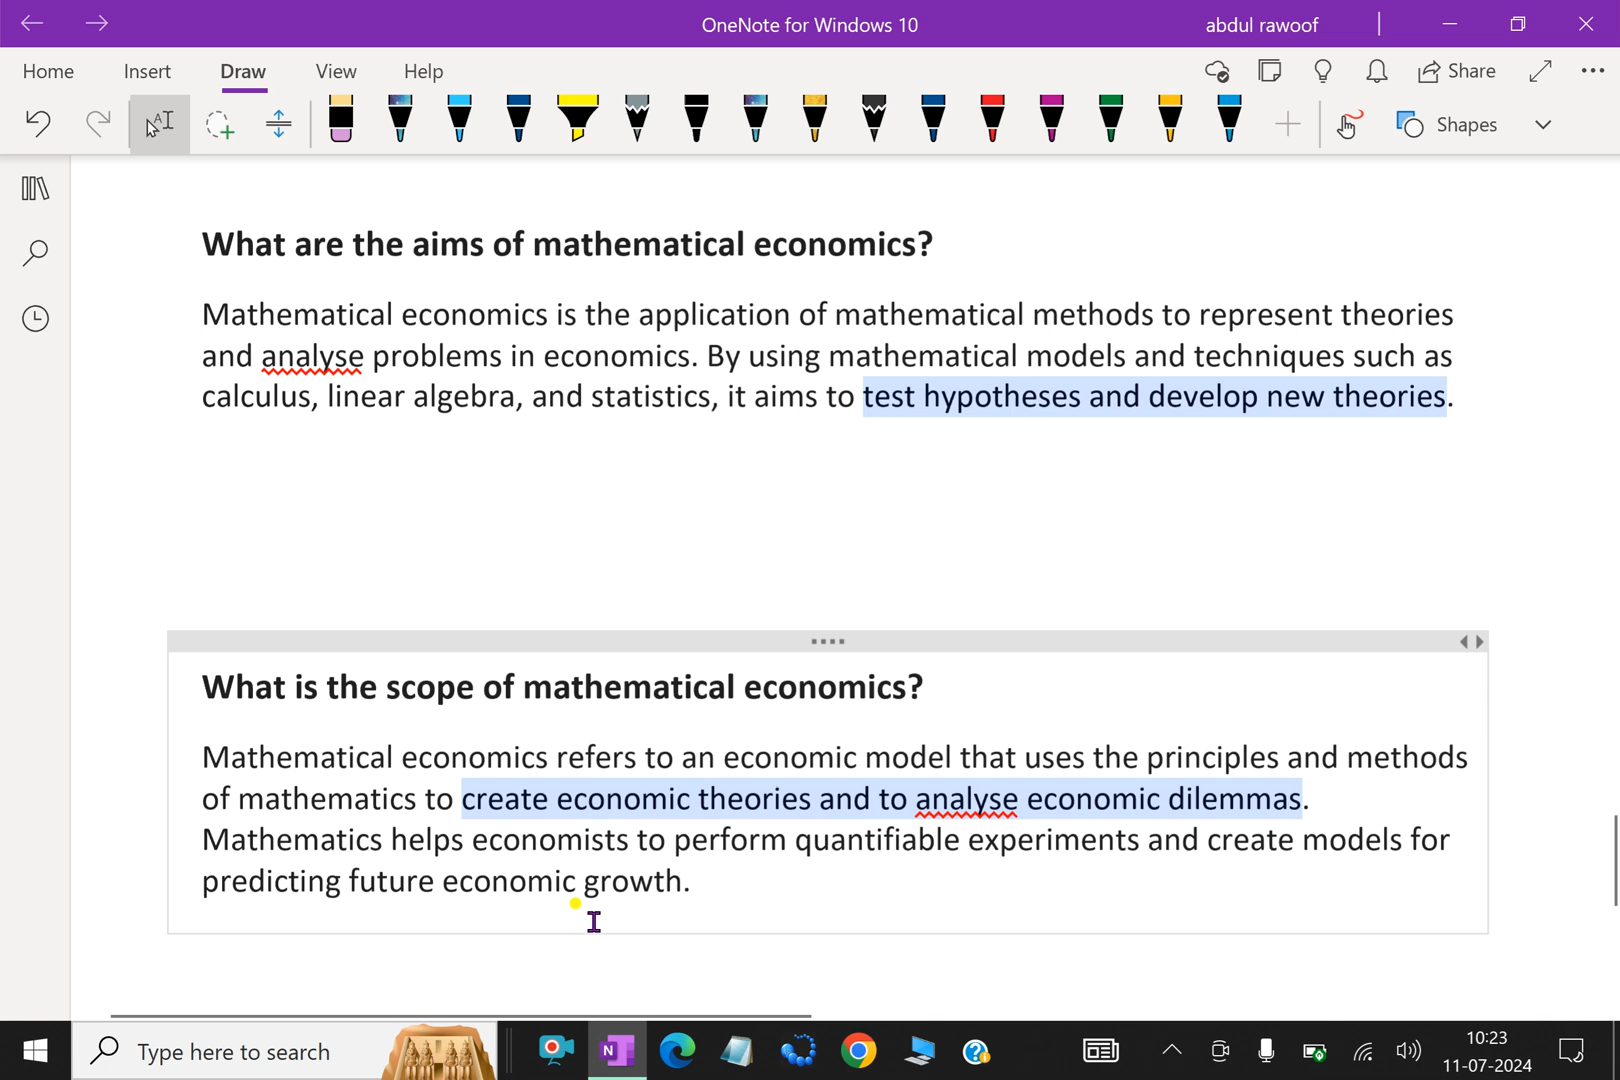 OneNote for Windows 10
abdul rawoof
Home Insert Draw View Help
Share
Shapes
What are the aims of mathematical economics?
Mathematical economics is the application of mathematical methods to represent theories
and analyse problems in economics. By using mathematical models and techniques such as
calculus, linear algebra, and statistics, it aims to test hypotheses and develop new theories.
What is the scope of mathematical economics?
Mathematical economics refers to an economic model that uses the principles and methods
of mathematics to create economic theories and to analyse economic dilemmas.
Mathematics helps economists to perform quantifiable experiments and create models for
predicting future economic growth.
Type here to search
10:23
11-07-2024